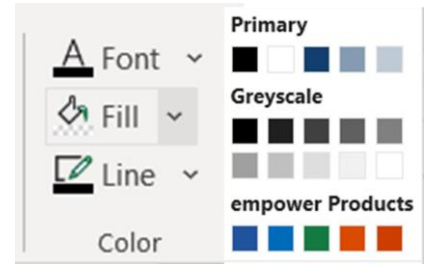 Font
Fill
Line
Color
Primary
Greyscale
empower Products